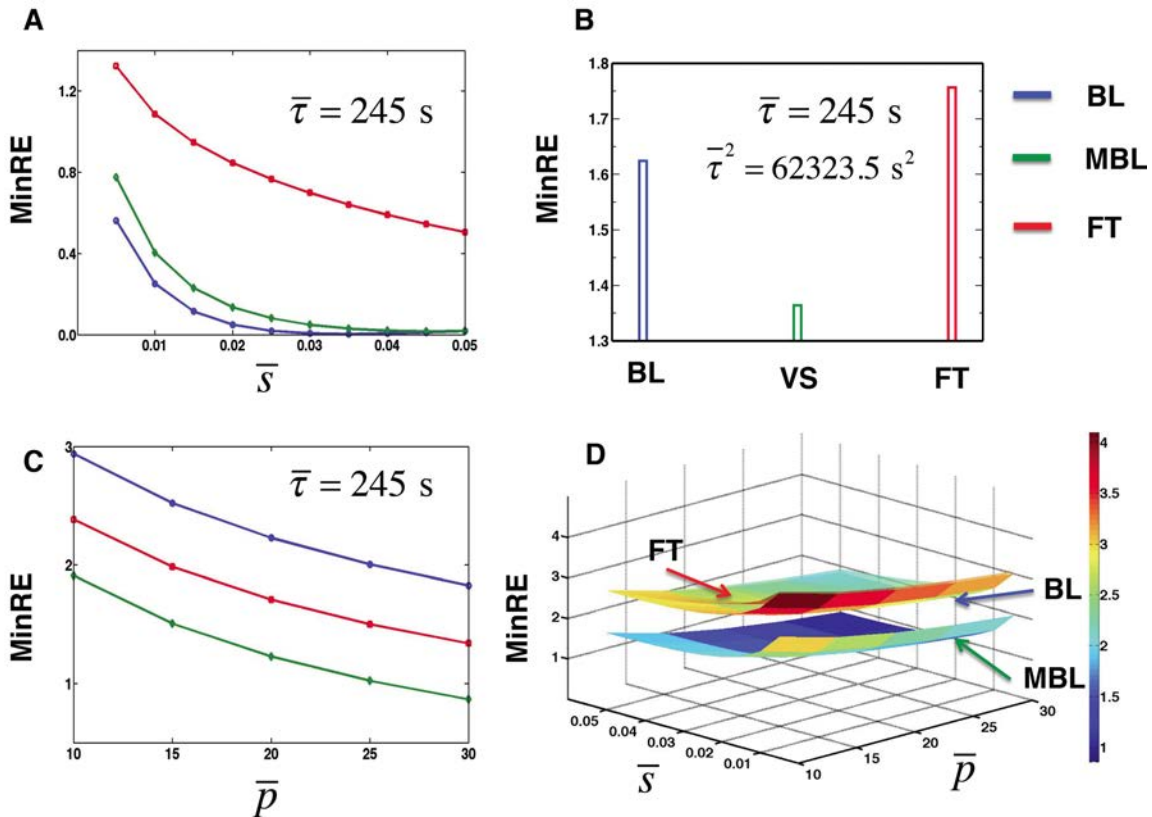 A
MinRE
1.2
0.8
0.4
0.0
0.01
0.02
0.03
0.04
0.05
τ̄ = 245 s
s̄
B
MinRE
1.8
1.7
1.6
1.5
1.4
1.3
τ̄ = 245 s
τ̄² = 62323.5 s²
BL
VS
FT
BL
MBL
FT
C
MinRE
3
2
1
10
15
20
25
30
τ̄ = 245 s
p̄
D
MinRE
4
3
2
1
FT
BL
MBL
0.05
0.04
0.03
0.02
0.01
s̄
10
15
20
25
30
p̄
4
3.5
3
2.5
2
1.5
1